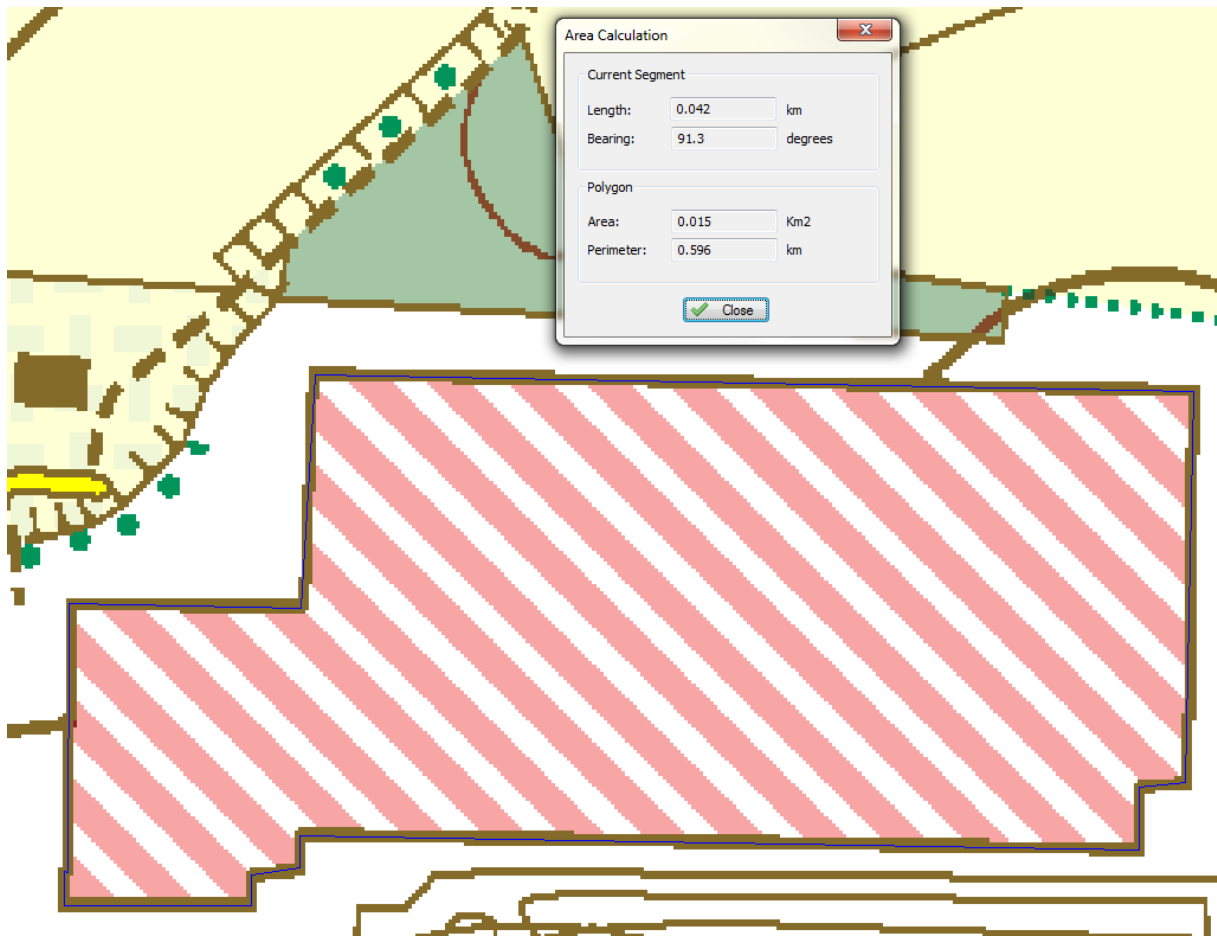 Area Calculation
Current Segment
Length: 0.042 km
Bearing: 91.3 degrees
Polygon
Area: 0.015 Km2
Perimeter: 0.596 km
Close